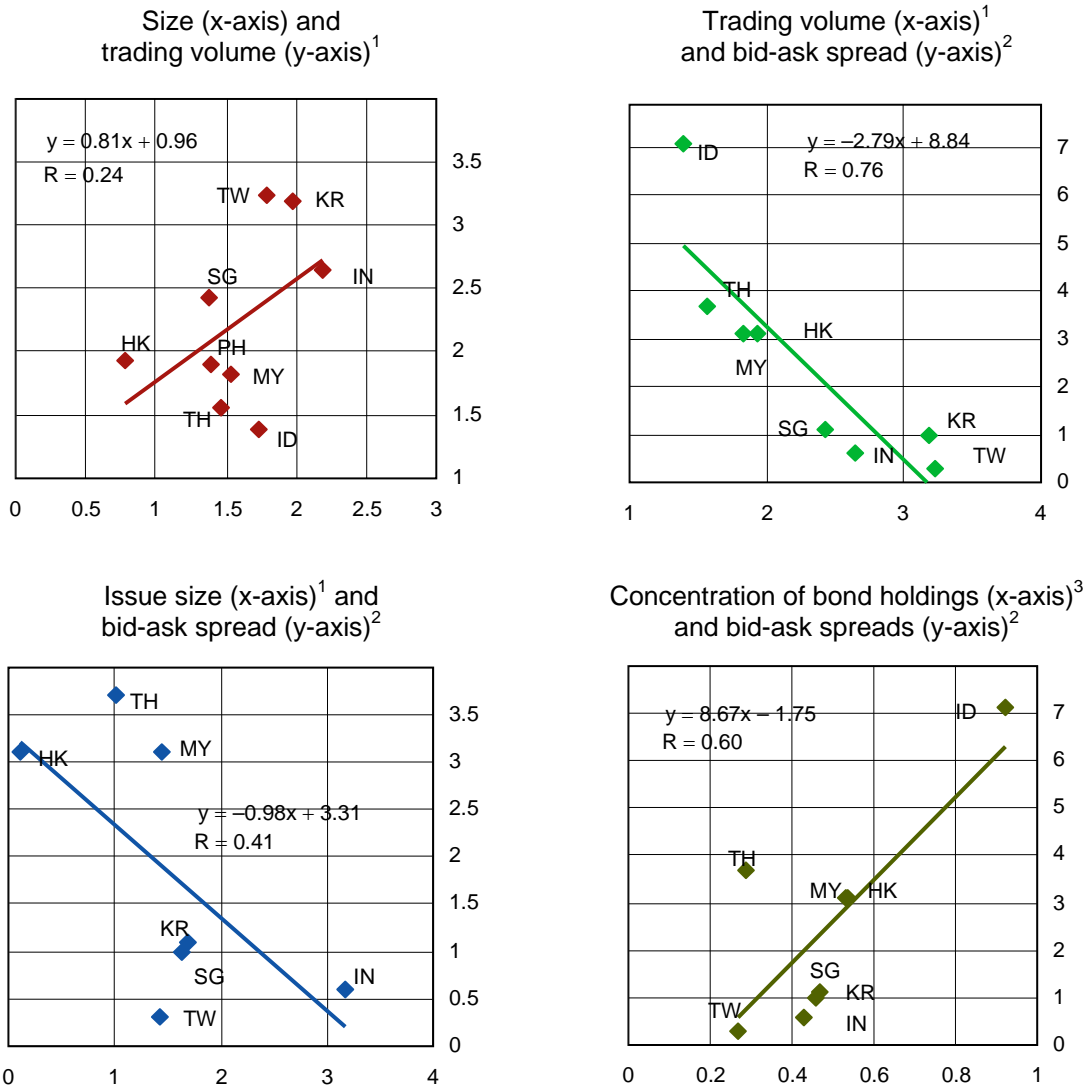 Size (x-axis) and
trading volume (y-axis)1
y = 0.81x + 0.96
R = 0.24
TW
KR
IN
SG
HK
PH
MY
TH
ID
3.5
3
2.5
2
1.5
1
0 0.5 1 1.5 2 2.5 3
Trading volume (x-axis)1
and bid-ask spread (y-axis)2
y = –2.79x + 8.84
R = 0.76
ID
TH
HK
MY
SG
KR
IN
TW
7
6
5
4
3
2
1
0
1 2 3 4
Issue size (x-axis)1 and
bid-ask spread (y-axis)2
TH
MY
HK
y = –0.98x + 3.31
R = 0.41
KR
SG
IN
TW
3.5
3
2.5
2
1.5
1
0.5
0
0 1 2 3 4
Concentration of bond holdings (x-axis)3
and bid-ask spreads (y-axis)2
y = 8.67x – 1.75
R = 0.60
ID
TH
MY
HK
SG
KR
TW
IN
7
6
5
4
3
2
1
0
0 0.2 0.4 0.6 0.8 1